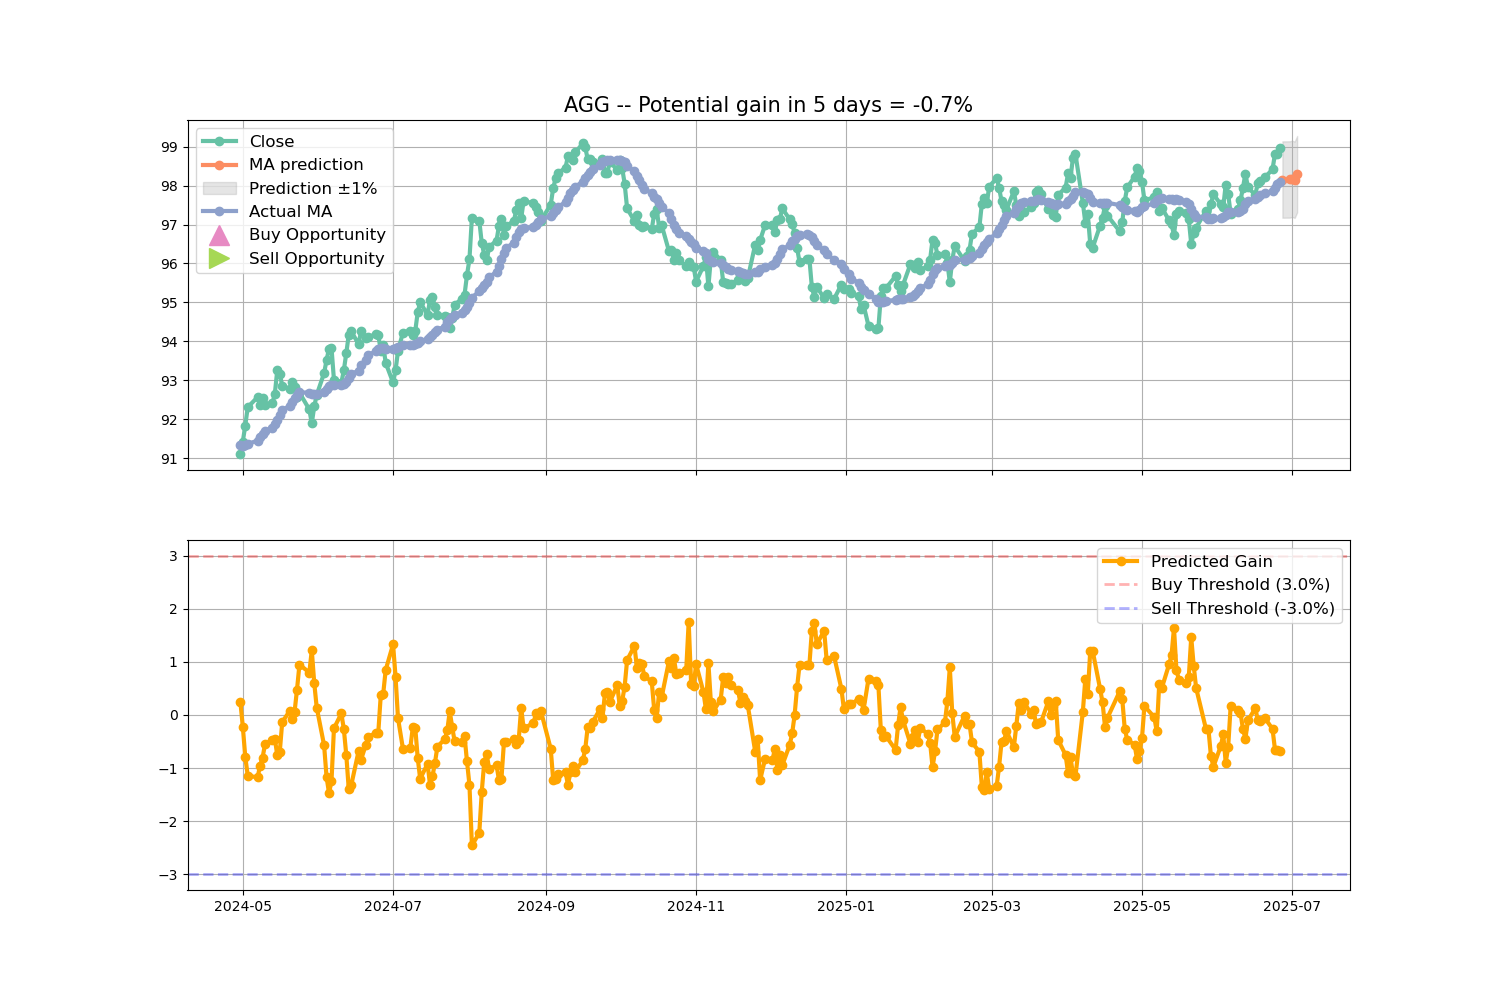 AGG -- Potential gain in 5 days = -0.7%
Close
MA prediction
Prediction ±1%
Actual MA
Buy Opportunity
Sell Opportunity
99
98
97
96
95
94
93
92
91
Predicted Gain
Buy Threshold (3.0%)
Sell Threshold (-3.0%)
3
2
1
0
−1
−2
−3
2024-05
2024-07
2024-09
2024-11
2025-01
2025-03
2025-05
2025-07